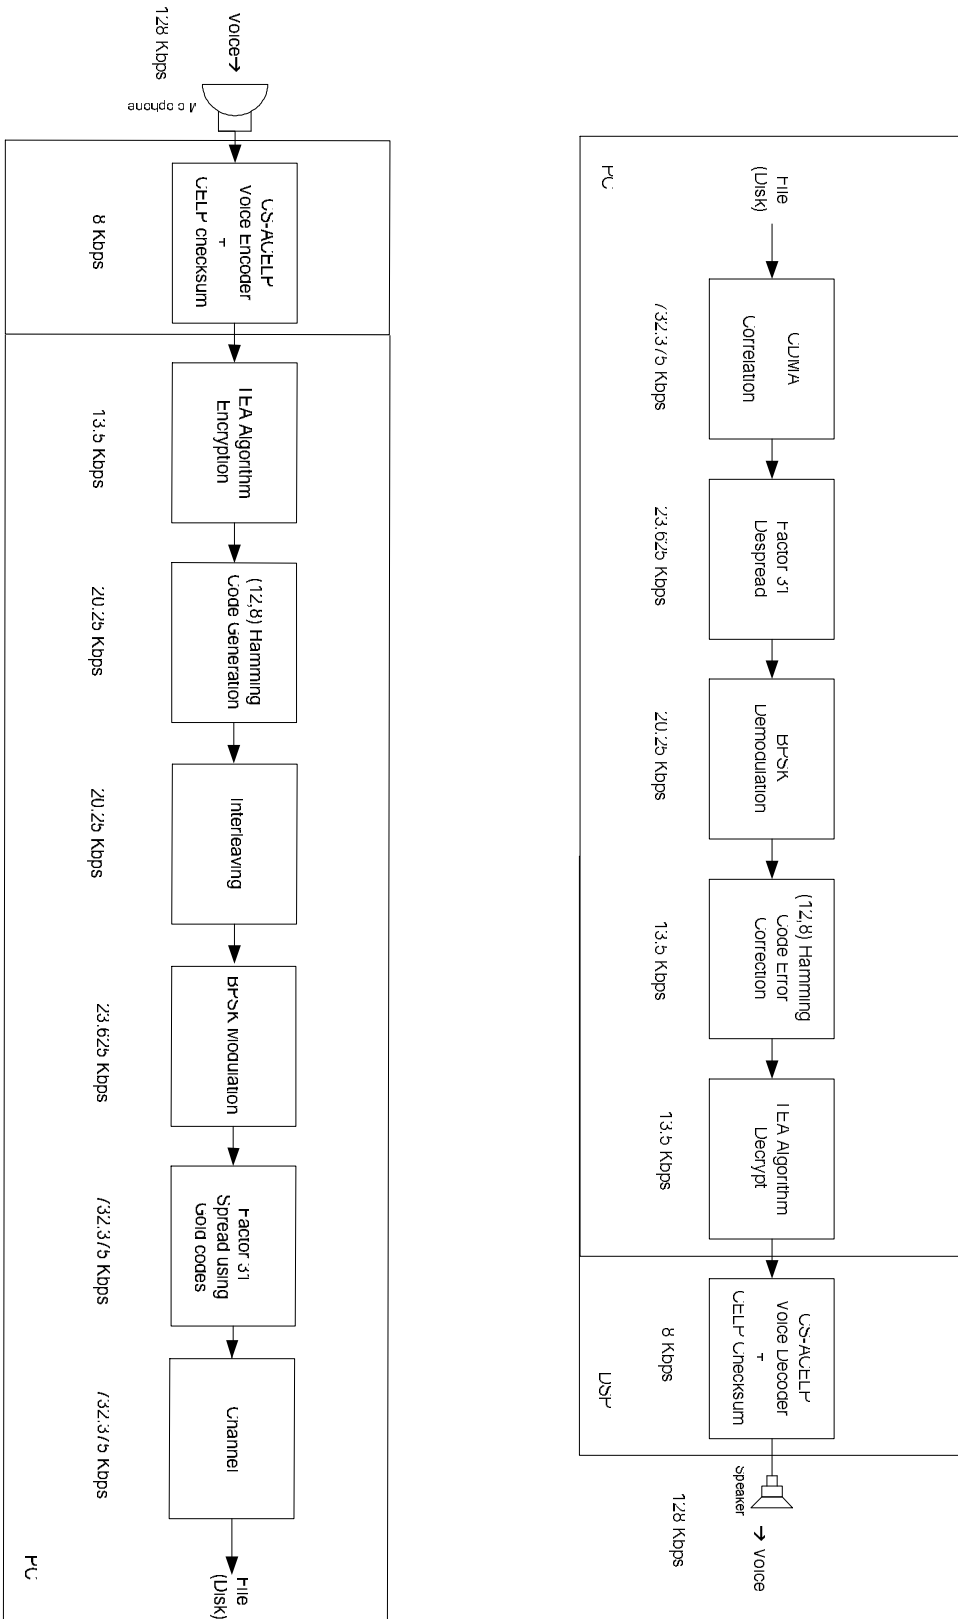 Voice→
128 Kbps
CS-ACELP
Voice Encoder
+
CELP checksum
8 Kbps
TEA Algorithm
Encryption
13.5 Kbps
(12,8) Hamming
Code Generation
20.25 Kbps
Interleaving
20.25 Kbps
BPSK Modulation
23.625 Kbps
Factor 31
Spread using
Gold codes
732.375 Kbps
Channel
732.375 Kbps
File
(Disk)
PC
PC
File
(Disk)
CDMA
Correlation
732.375 Kbps
Factor 31
Despread
23.625 Kbps
BPSK
Demodulation
20.25 Kbps
(12,8) Hamming
Code Error
Correction
13.5 Kbps
TEA Algorithm
Decrypt
13.5 Kbps
CS-ACELP
Voice Decoder
+
CELP Checksum
8 Kbps
DSP
Speaker
128 Kbps
→ Voice